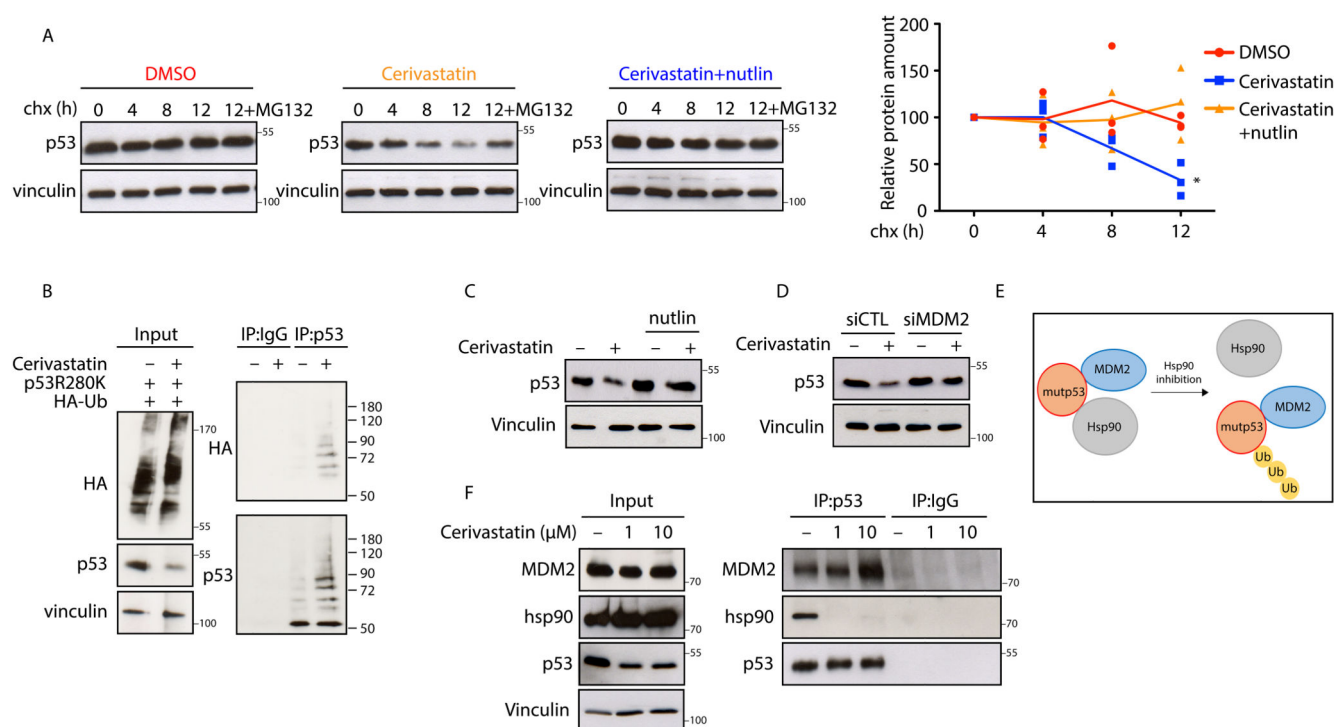 A
DMSO
Cerivastatin
Cerivastatin+nutlin
chx (h) 0 4 8 12 12+MG132
0 4 8 12 12+MG132
0 4 8 12 12+MG132
p53 -55
p53 -55
p53 -55
vinculin -100
vinculin -100
vinculin -100
Relative protein amount
200
150
100
50
0
0 4 8 12
chx (h)
*
DMSO
Cerivastatin
Cerivastatin
+nutlin
B
Input
IP:IgG IP:p53
Cerivastatin – + – + – +
p53R280K + +
HA-Ub + +
HA
-170
-55
p53 -55
vinculin -100
HA
180
120
90
72
50
p53
180
120
90
72
50
C
nutlin
Cerivastatin – + – +
p53 -55
Vinculin -100
D
siCTL siMDM2
Cerivastatin – + – +
p53 -55
Vinculin -100
E
mutp53
MDM2
Hsp90
Hsp90
inhibition
Hsp90
mutp53
MDM2
Ub
Ub
Ub
F
Input
Cerivastatin (µM) – 1 10
MDM2 -70
hsp90 -70
p53 -55
Vinculin -100
IP:p53 IP:IgG
– 1 10 – 1 10
MDM2 -70
hsp90 -70
p53 -55